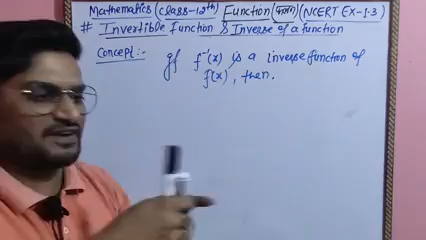 Mathematics (Class-12th) Function (फलन) (NCERT EX-1.3)
# Invertible Function & Inverse of a function
Concept:- If f⁻¹(x) is a inverse function of
f(x), then.